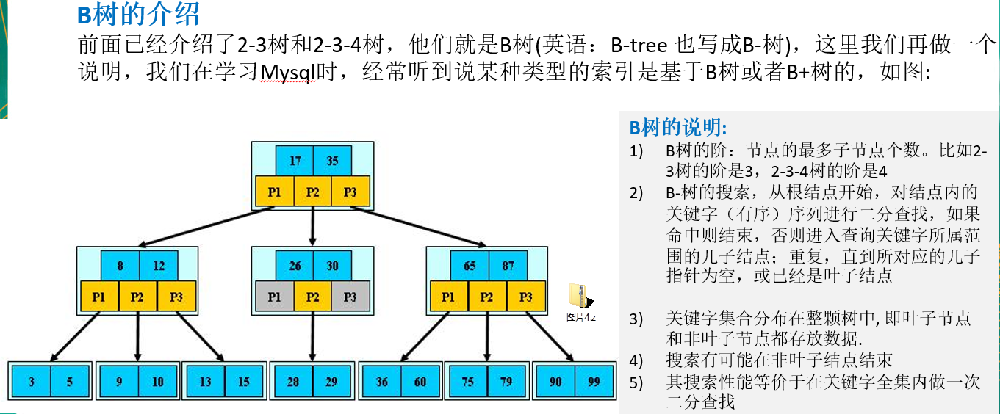 B树的介绍
前面已经介绍了2-3树和2-3-4树，他们就是B树(英语：B-tree 也写成B-树)，这里我们再做一个
说明，我们在学习Mysql时，经常听到说某种类型的索引是基于B树或者B+树的，如图:
17 35
P1 P2 P3
8 12
P1 P2 P3
26 30
P1 P2 P3
65 87
P1 P2 P3
3 5
9 10
13 15
28 29
36 60
75 79
90 99
图片4.z
B树的说明:
1) B树的阶：节点的最多子节点个数。比如2-
3树的阶是3，2-3-4树的阶是4
2) B-树的搜索，从根结点开始，对结点内的
关键字（有序）序列进行二分查找，如果
命中则结束，否则进入查询关键字所属范
围的儿子结点；重复，直到所对应的儿子
指针为空，或已经是叶子结点
3) 关键字集合分布在整颗树中, 即叶子节点
和非叶子节点都存放数据.
4) 搜索有可能在非叶子结点结束
5) 其搜索性能等价于在关键字全集内做一次
二分查找